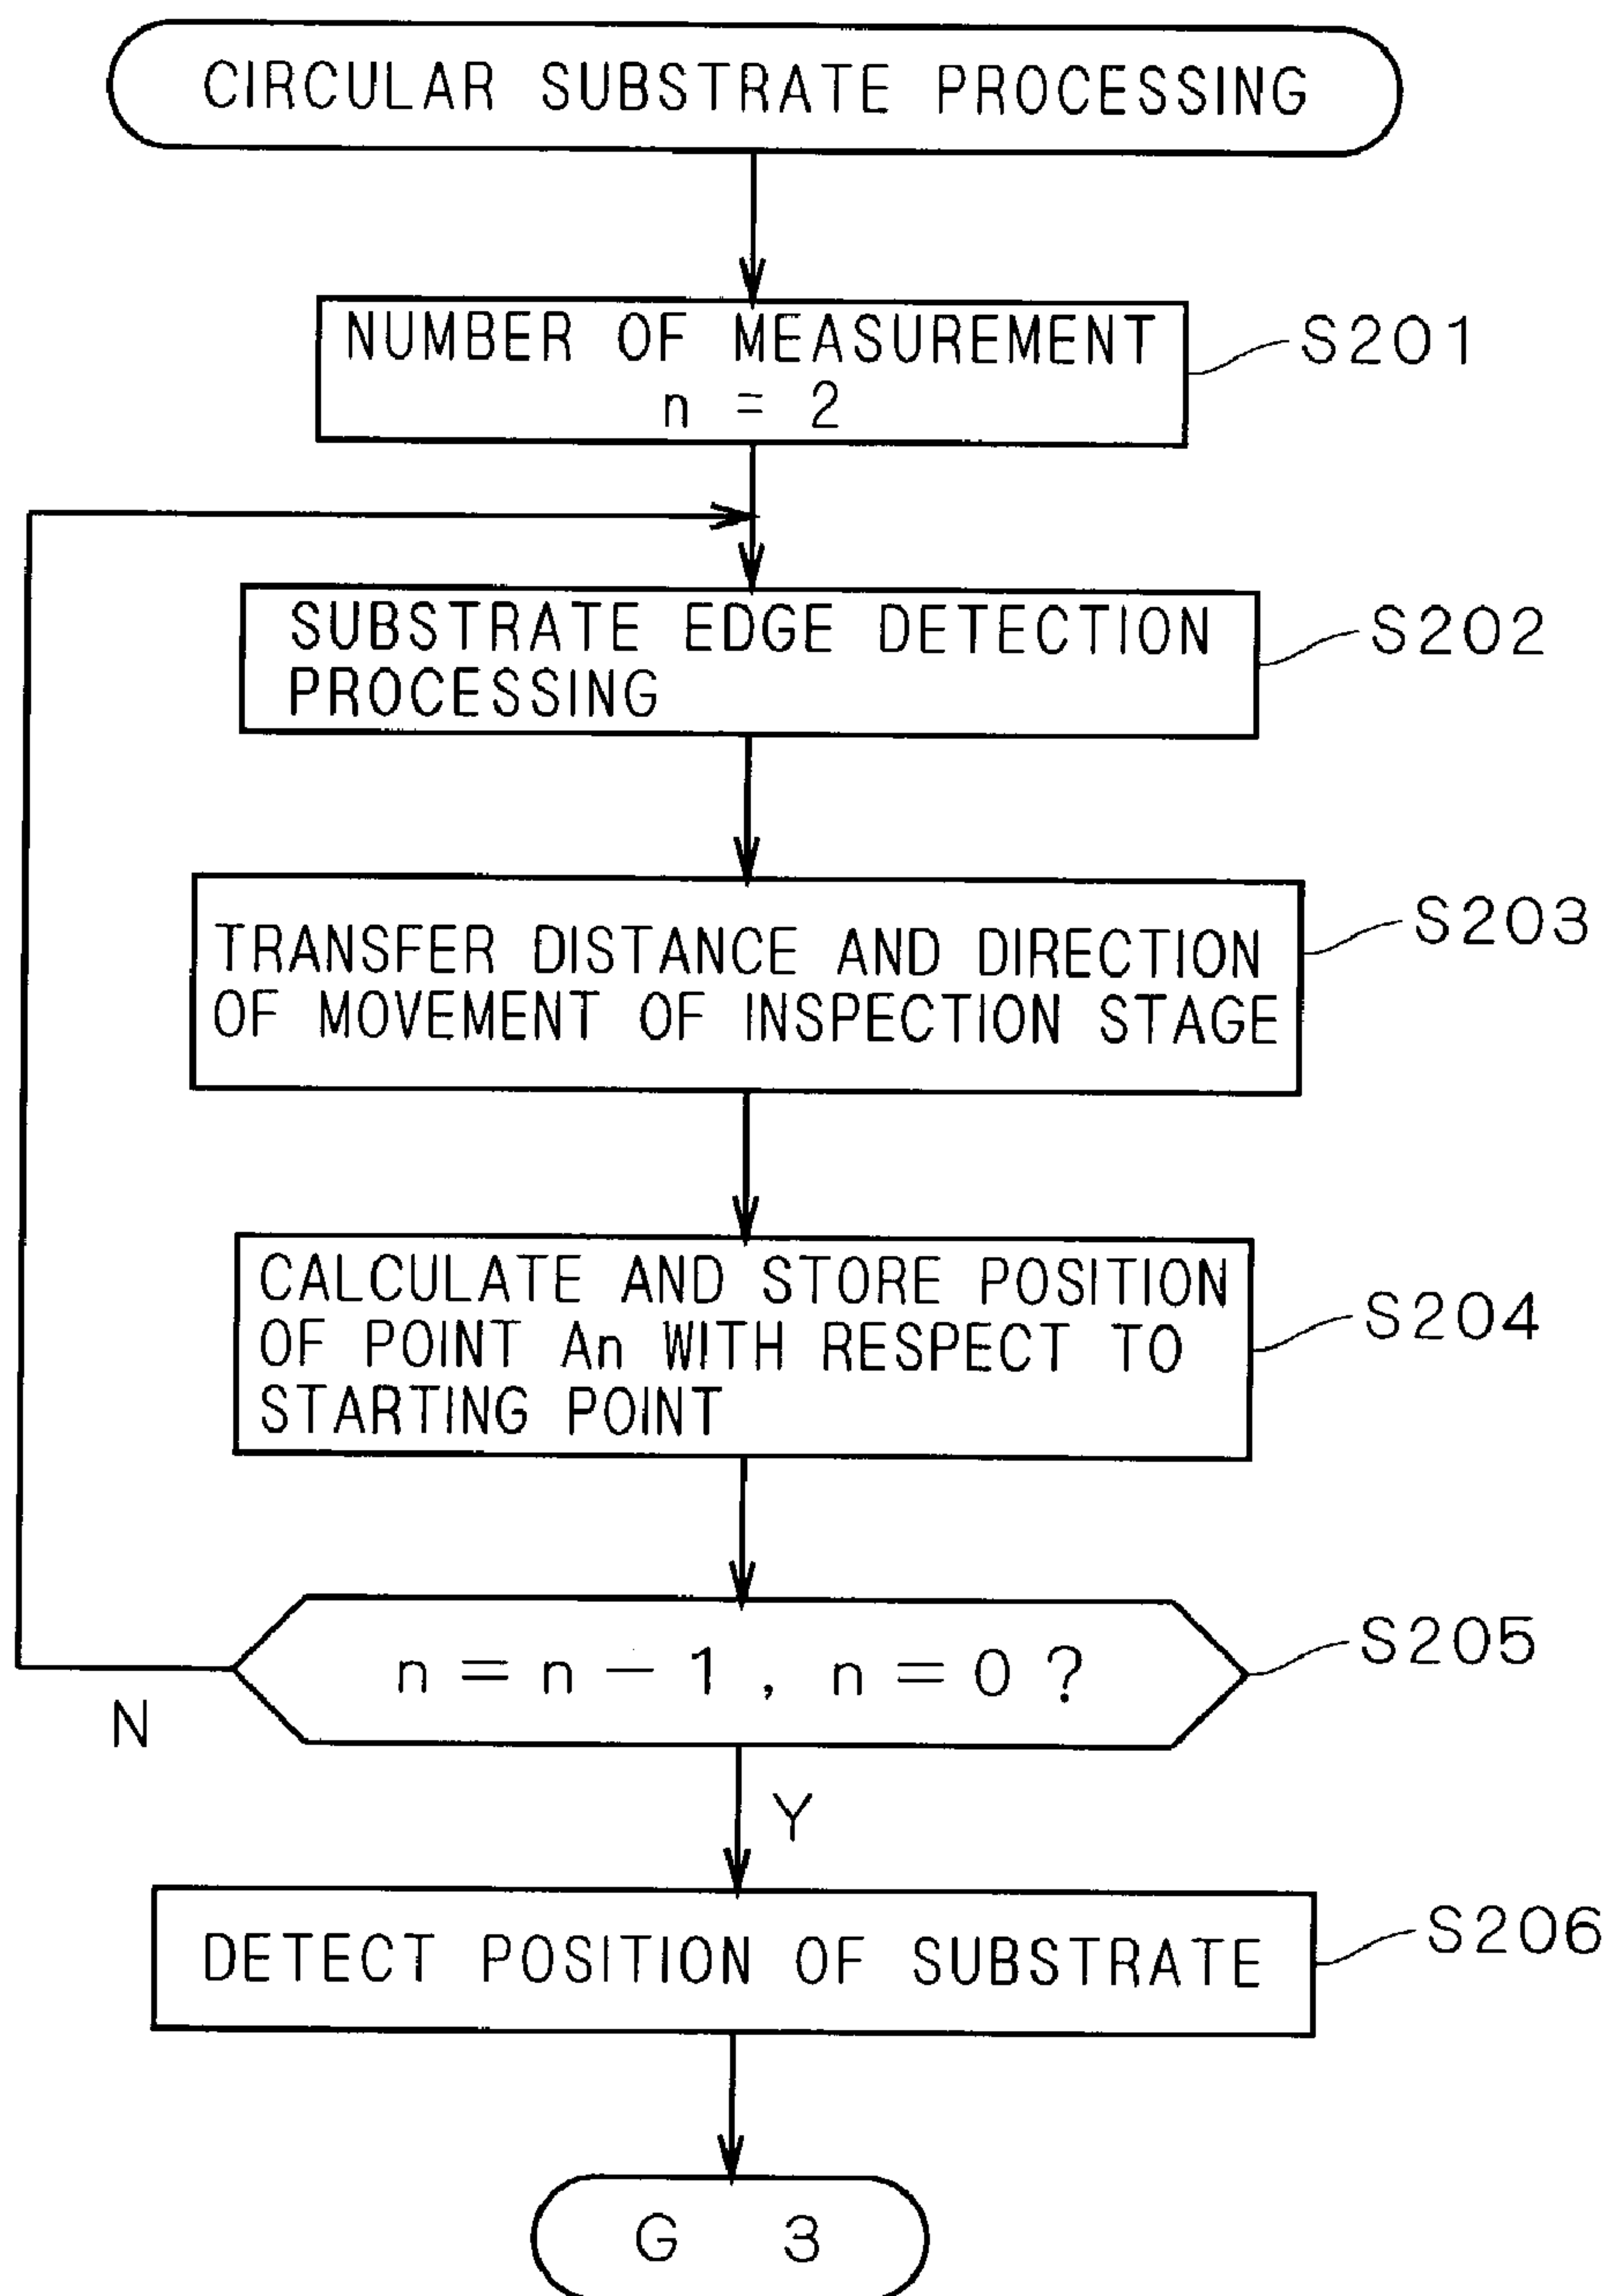 CIRCULAR SUBSTRATE PROCESSING
NUMBER OF MEASUREMENT
n = 2
S201
SUBSTRATE EDGE DETECTION
PROCESSING
S202
TRANSFER DISTANCE AND DIRECTION
OF MOVEMENT OF INSPECTION STAGE
S203
CALCULATE AND STORE POSITION
OF POINT An WITH RESPECT TO
STARTING POINT
S204
n = n - 1 , n = 0 ?
S205
N
Y
DETECT POSITION OF SUBSTRATE
S206
G 3